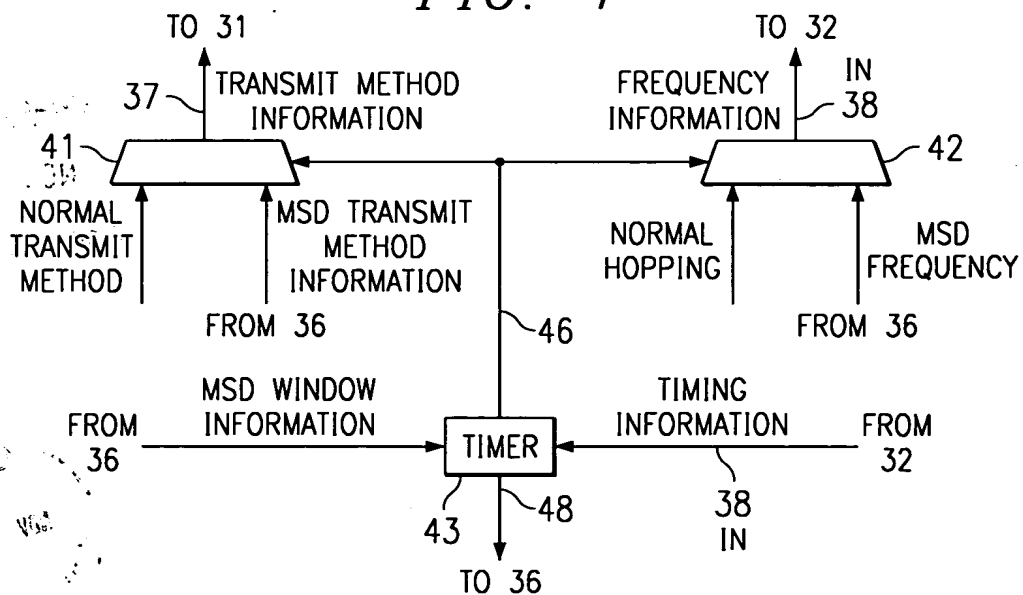 FIG.
TO 31
TO 32
37
TRANSMIT METHOD
INFORMATION
FREQUENCY
INFORMATION
IN
38
41
42
NORMAL
TRANSMIT
METHOD
MSD TRANSMIT
METHOD
INFORMATION
FROM 36
NORMAL
HOPPING
MSD
FREQUENCY
FROM 36
46
MSD WINDOW
INFORMATION
TIMING
INFORMATION
FROM
36
TIMER
FROM
32
43
48
38
IN
TO 36